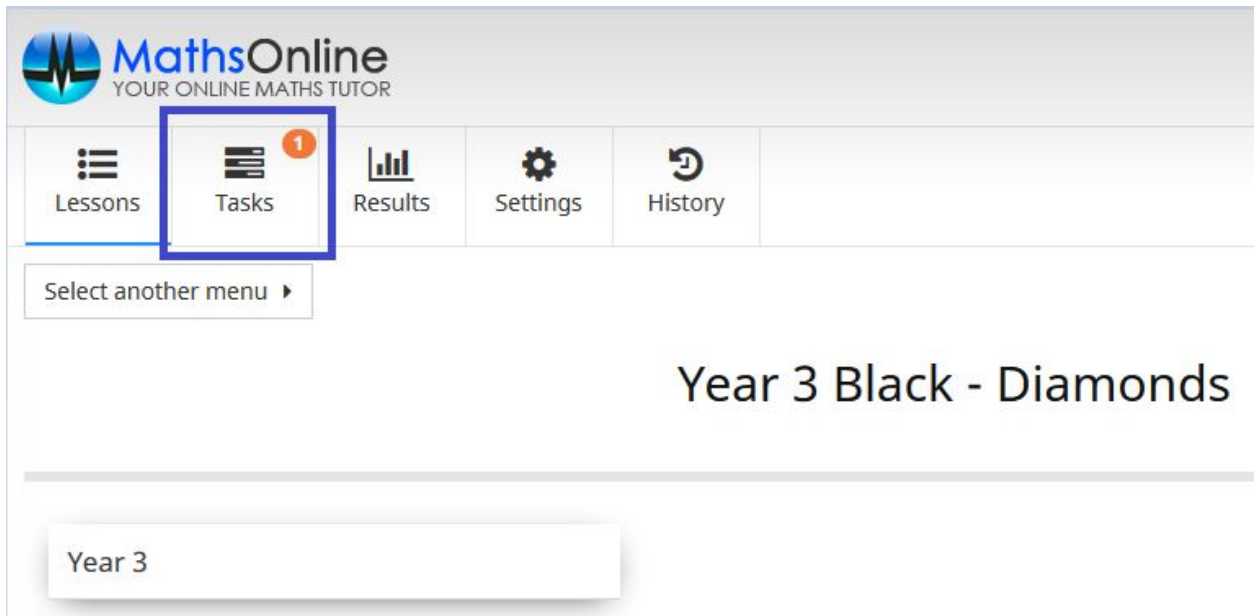 MathsOnline
YOUR ONLINE MATHS TUTOR
1
Lessons Tasks Results Settings History
Select another menu
Year 3 Black - Diamonds
Year 3